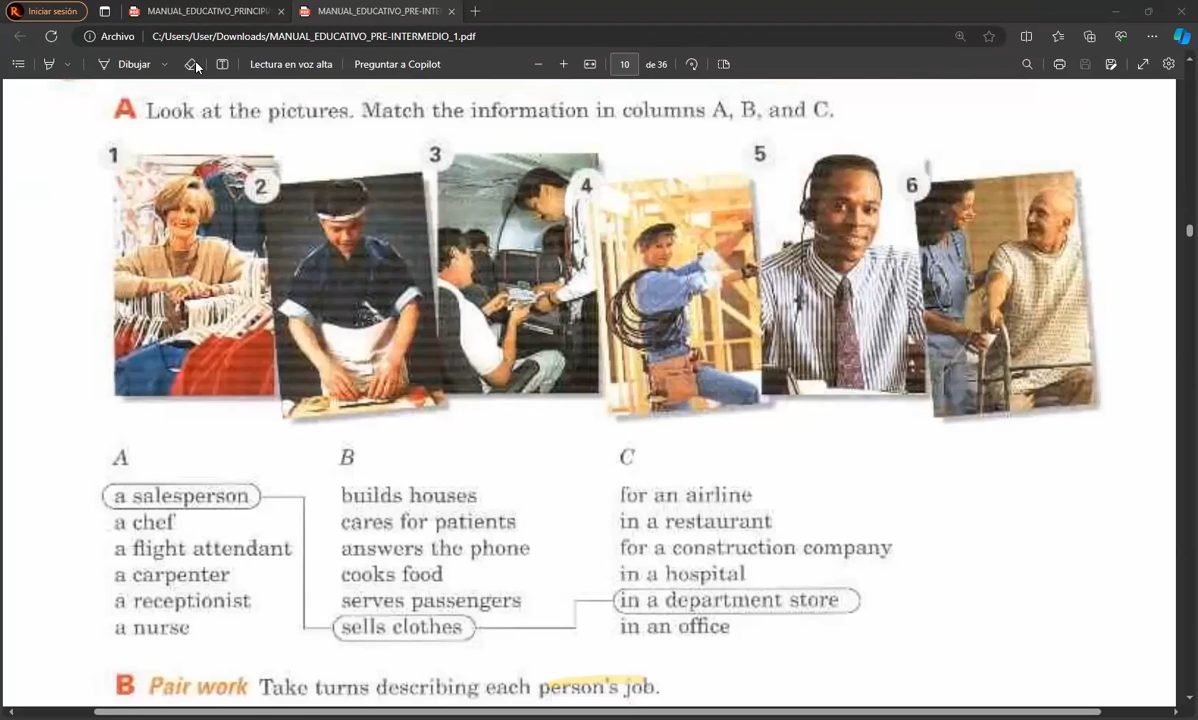 Iniciar sesión
MANUAL_EDUCATIVO_PRINCIPI
MANUAL_EDUCATIVO_PRE-INTE
Archivo
C:/Users/User/Downloads/MANUAL_EDUCATIVO_PRE-INTERMEDIO_1.pdf
Dibujar
Lectura en voz alta
Preguntar a Copilot
10
de 36
A Look at the pictures. Match the information in columns A, B, and C.
1
2
3
4
5
6
A
B
C
a salesperson
builds houses
for an airline
a chef
cares for patients
in a restaurant
a flight attendant
answers the phone
for a construction company
a carpenter
cooks food
in a hospital
a receptionist
serves passengers
in a department store
a nurse
sells clothes
in an office
B Pair work Take turns describing each person's job.